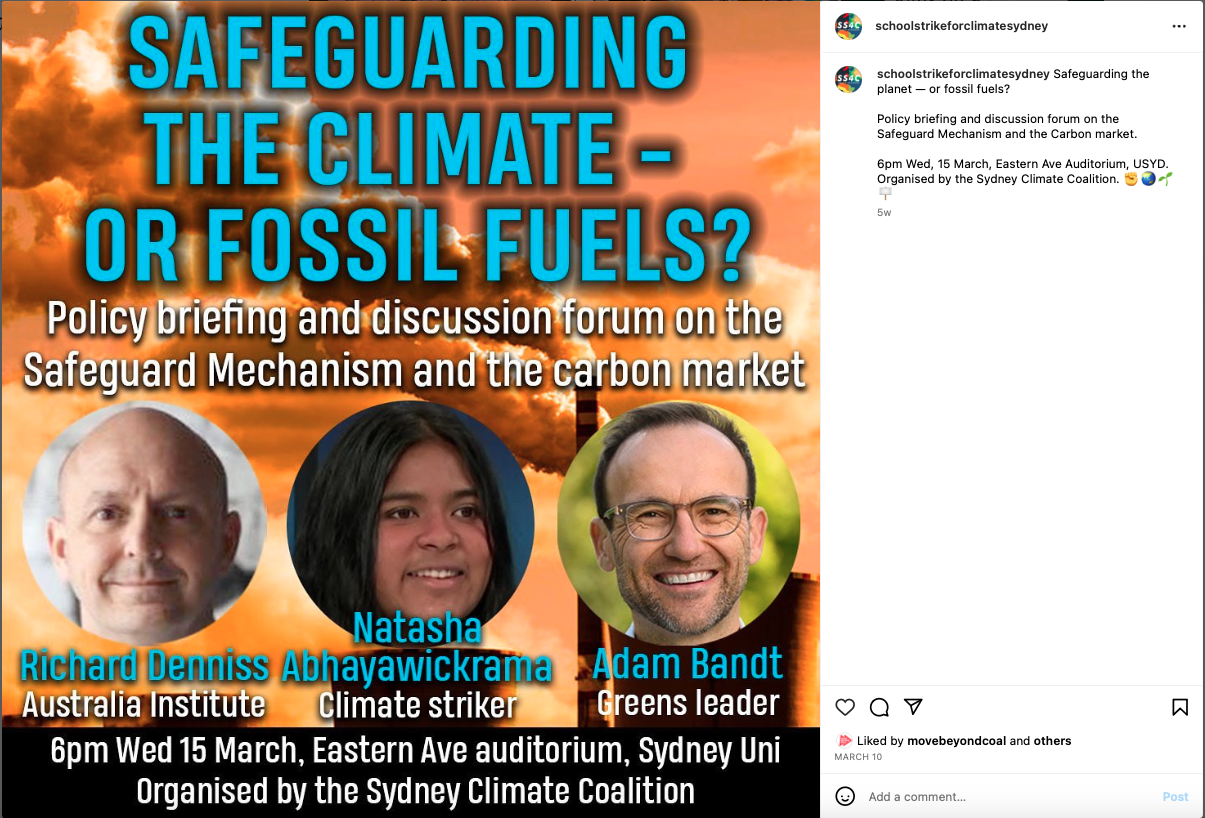 SAFEGUARDING
THE CLIMATE –
OR FOSSIL FUELS?
Policy briefing and discussion forum on the
Safeguard Mechanism and the carbon market
Richard Denniss
Australia Institute
Natasha
Abhayawickrama
Climate striker
Adam Bandt
Greens leader
6pm Wed 15 March, Eastern Ave auditorium, Sydney Uni
Organised by the Sydney Climate Coalition
SS4C
schoolstrikeforclimatesydney
SS4C
schoolstrikeforclimatesydney Safeguarding the
planet — or fossil fuels?
Policy briefing and discussion forum on the
Safeguard Mechanism and the Carbon market.
6pm Wed, 15 March, Eastern Ave Auditorium, USYD.
Organised by the Sydney Climate Coalition. ✊🌏🌱
🪧
5w
Liked by movebeyondcoal and others
MARCH 10
Add a comment...
Post